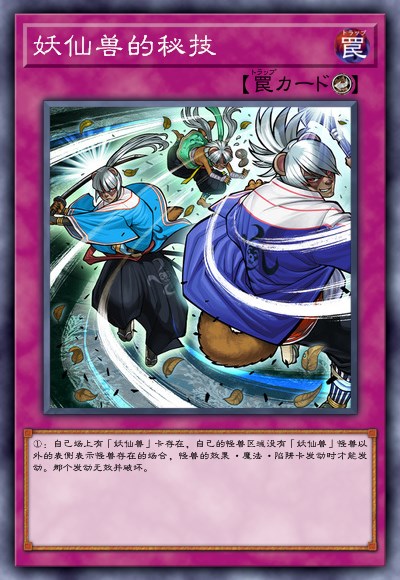 妖仙兽的秘技
トラップ
罠
トラップ
【罠カード】
①：自己场上有「妖仙兽」卡存在，自己的怪兽区域没有「妖仙兽」怪兽以
外的表侧表示怪兽存在的场合，怪兽的效果·魔法·陷阱卡发动时才能发
动。那个发动无效并破坏。